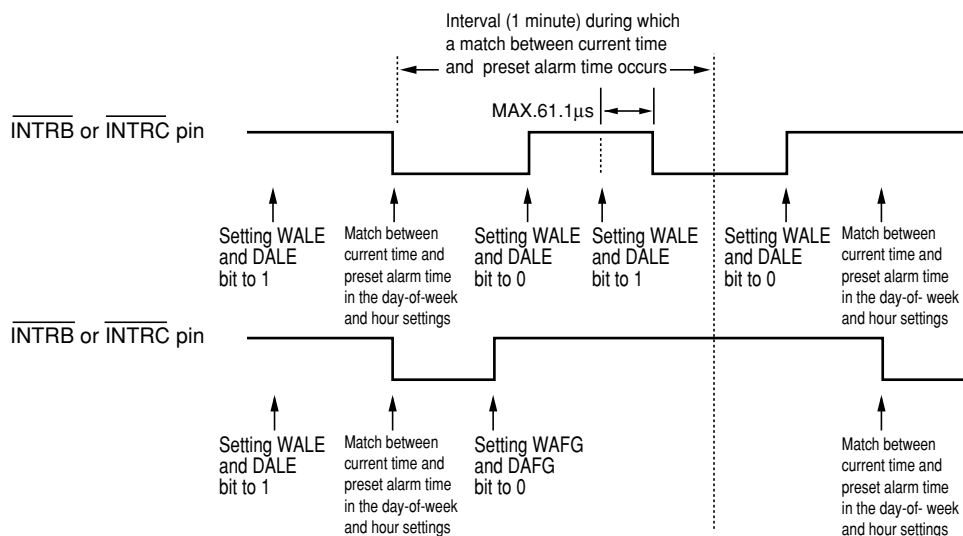 Interval (1 minute) during which
a match between current time
and preset alarm time occurs
MAX.61.1µs
INTRB or INTRC pin
Setting WALE
and DALE
bit to 1
Match between
current time and
preset alarm time
in the day-of-week
and hour settings
Setting WALE
and DALE
bit to 0
Setting WALE
and DALE
bit to 1
Setting WALE
and DALE
bit to 0
Match between
current time and
preset alarm time
in the day-of- week
and hour settings
INTRB or INTRC pin
Setting WALE
and DALE
bit to 1
Match between
current time and
preset alarm time
in the day-of-week
and hour settings
Setting WAFG
and DAFG
bit to 0
Match between
current time and
preset alarm time
in the day-of- week
and hour settings